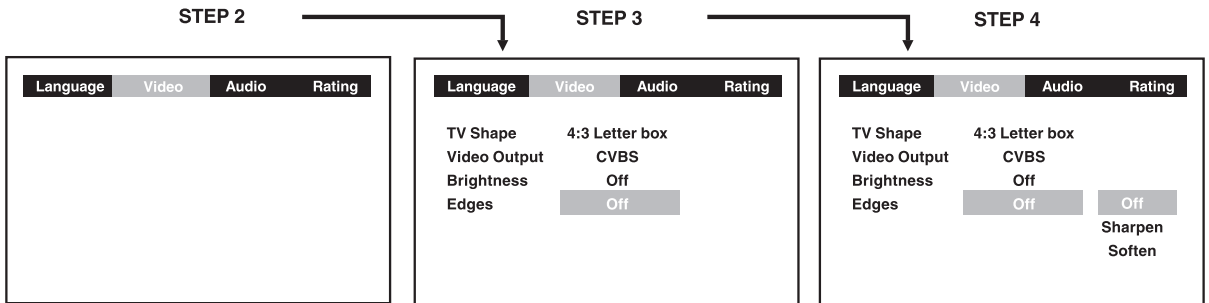 STEP 2
STEP 3
STEP 4
Language Video Audio Rating
Language Video Audio Rating
TV Shape 4:3 Letter box
Video Output CVBS
Brightness Off
Edges Off
Language Video Audio Rating
TV Shape 4:3 Letter box
Video Output CVBS
Brightness Off
Edges Off Off
Sharpen
Soften